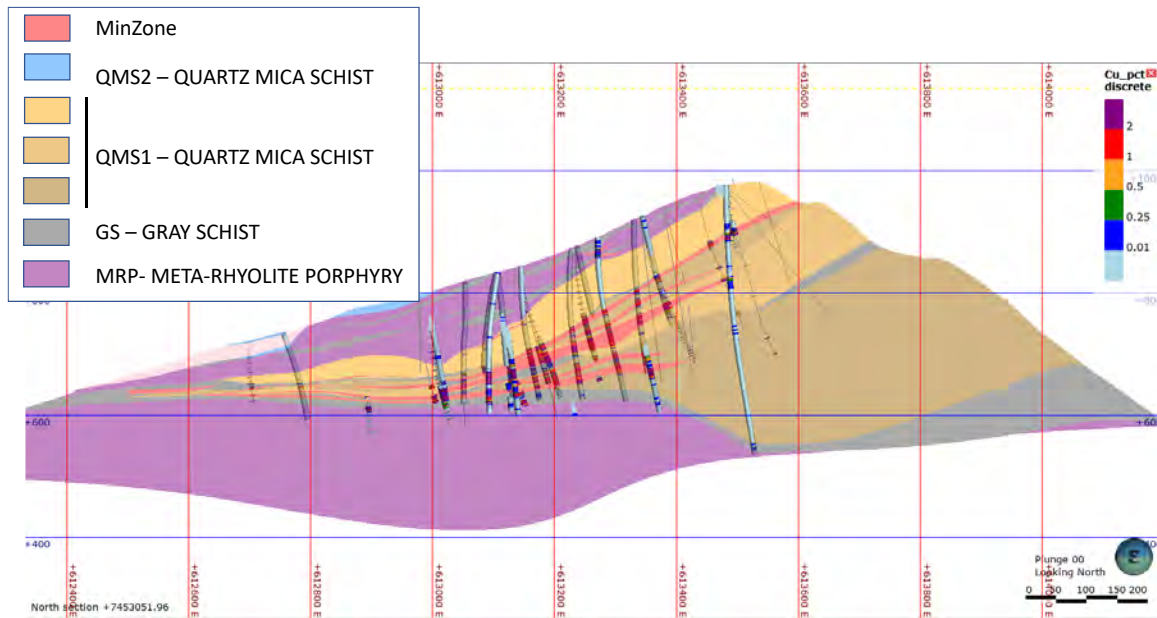 MinZone
QMS2 – QUARTZ MICA SCHIST
QMS1 – QUARTZ MICA SCHIST
GS – GRAY SCHIST
MRP- META-RHYOLITE PORPHYRY
+613000 E
+613200 E
+613400 E
+613600 E
+613800 E
+614000 E
Cu_pct
discrete
2
1
0.5
0.25
0.01
+600
+400
+612400 E
+612600 E
+612800 E
+613000 E
+613200 E
+613400 E
+613600 E
+613800 E
Plunge 00
Looking North
0 50 100 150 200
North section +7453051.96